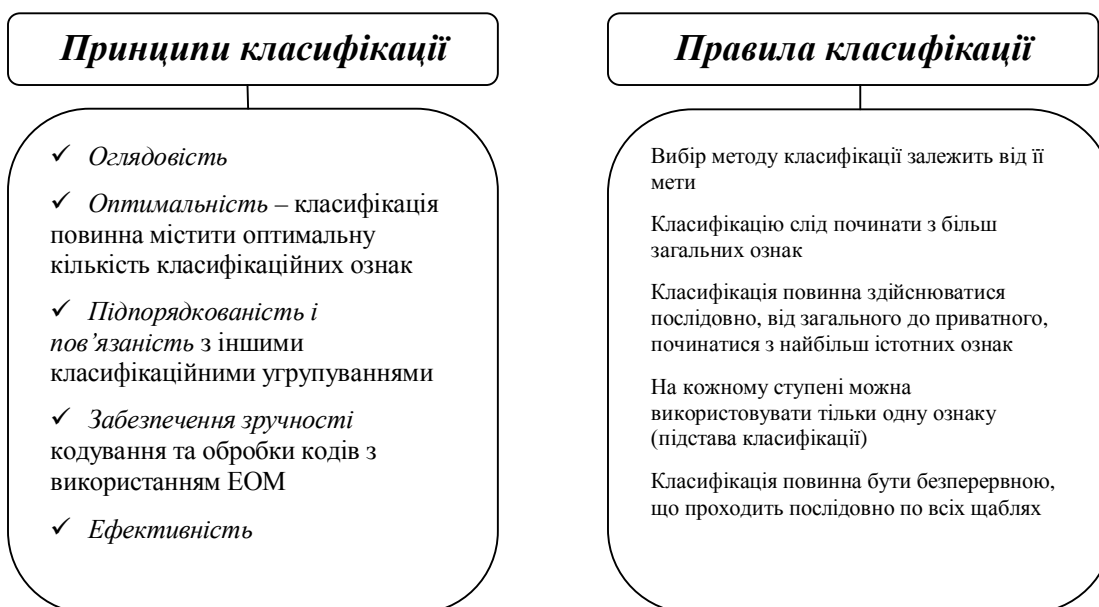 Принципи класифікації
✓ Оглядовість
✓ Оптимальність – класифікація
повинна містити оптимальну
кількість класифікаційних ознак
✓ Підпорядкованість і
пов’язаність з іншими
класифікаційними угрупуваннями
✓ Забезпечення зручності
кодування та обробки кодів з
використанням ЕОМ
✓ Ефективність
Правила класифікації
Вибір методу класифікації залежить від її
мети
Класифікацію слід починати з більш
загальних ознак
Класифікація повинна здійснюватися
послідовно, від загального до приватного,
починатися з найбільш істотних ознак
На кожному ступені можна
використовувати тільки одну ознаку
(підстава класифікації)
Класифікація повинна бути безперервною,
що проходить послідовно по всіх щаблях